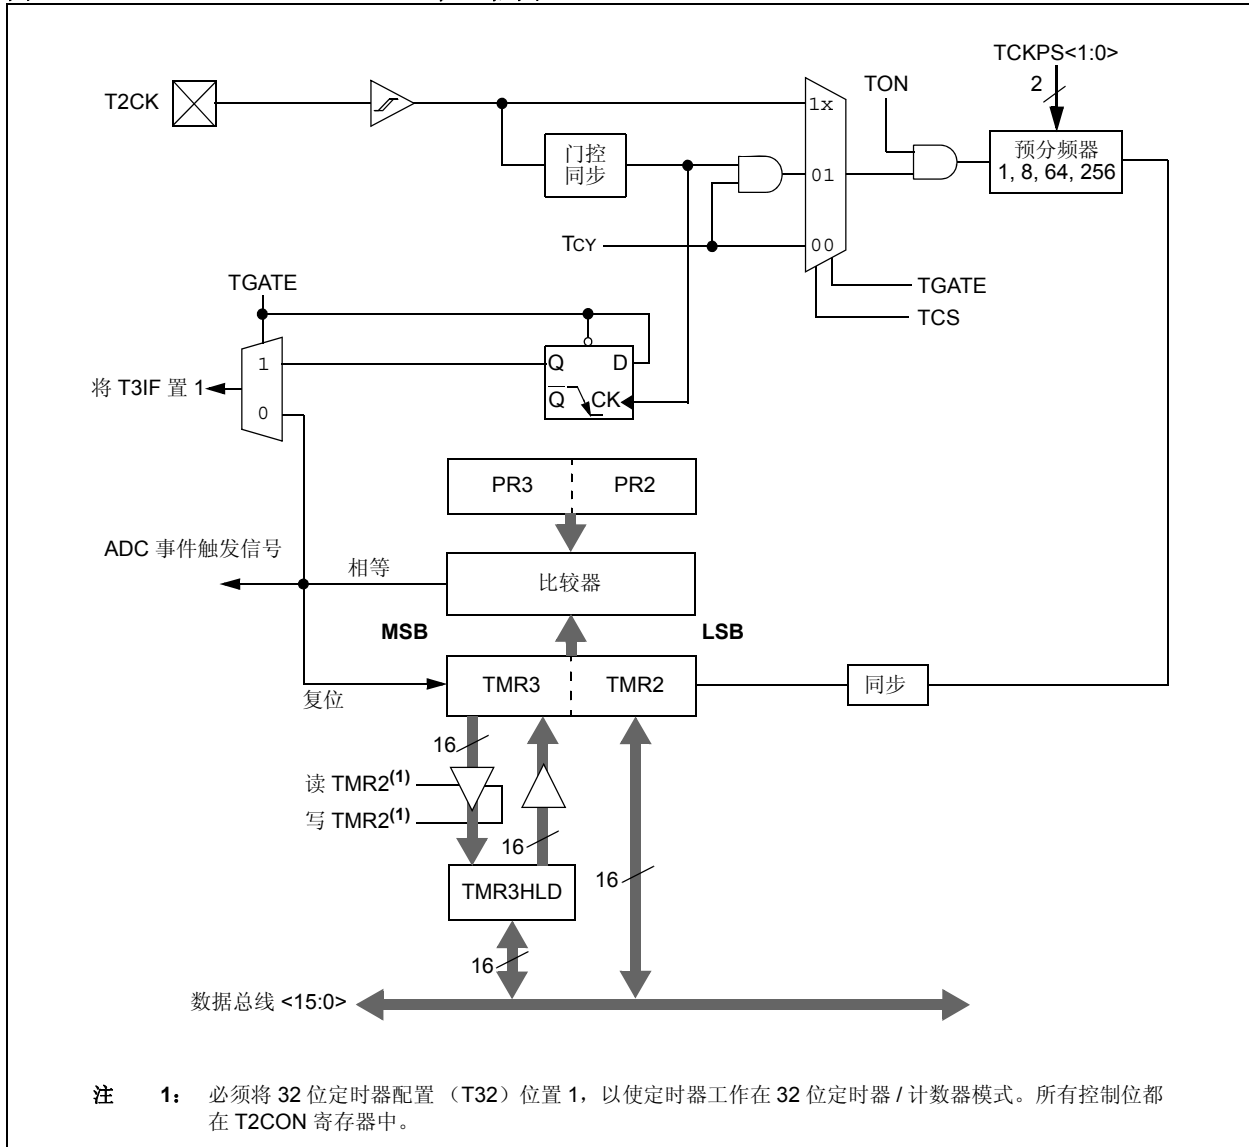 TCKPS<1:0>
2
TON
T2CK
1x
门控
同步
预分频器
1, 8, 64, 256
01
TCY
00
TGATE
TGATE
TCS
1
Q
D
将 T3IF 置 1
Q
CK
0
PR3
PR2
ADC 事件触发信号
相等
比较器
MSB
LSB
TMR3
TMR2
同步
复位
16
读 TMR2(1)
写 TMR2(1)
16
16
TMR3HLD
16
数据总线 <15:0>
注 1： 必须将 32 位定时器配置 （T32）位置 1，以使定时器工作在 32 位定时器 / 计数器模式。所有控制位都
在 T2CON 寄存器中。